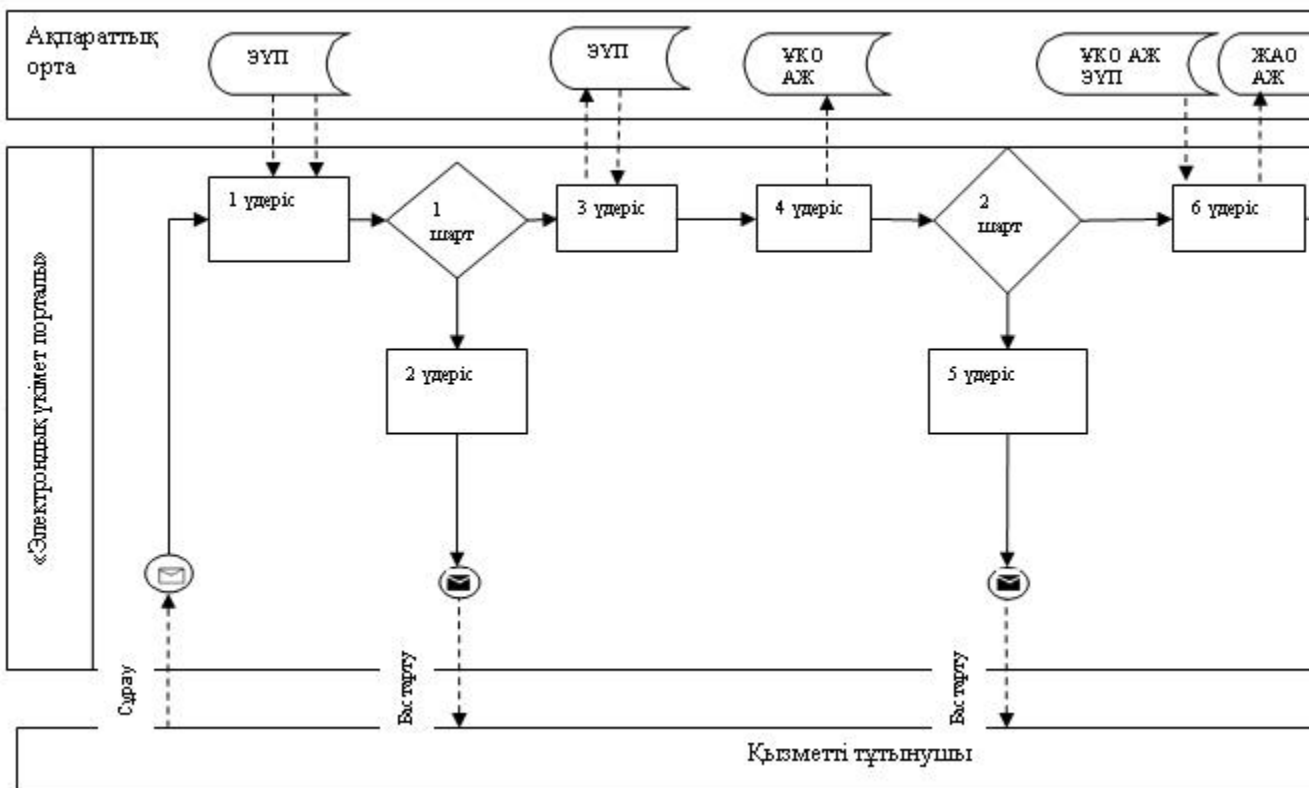 Ақпараттық
орта
ЭҮП
ЭҮП
ҰКО
АЖ
ҰКО АЖ
ЭҮП
ЖАО
АЖ
«Электрондық үкімет порталы»
1 үдеріс
1
шарт
3 үдеріс
4 үдеріс
2
шарт
6 үдеріс
2 үдеріс
5 үдеріс
Сұрау
Бас тарту
Бас тарту
Қызметті тұтынушы